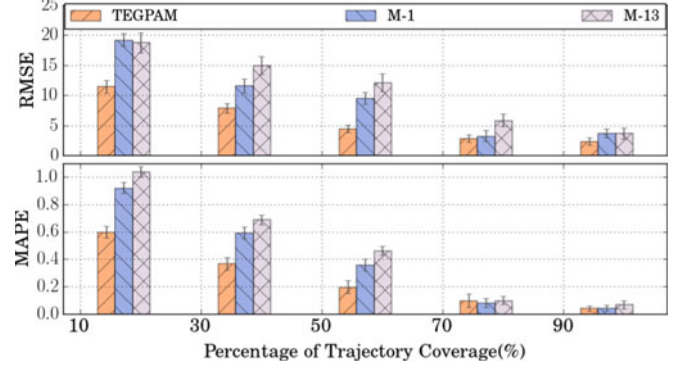 TEGPAM M-1 M-13
RMSE
25
20
15
10
5
0
MAPE
1.0
0.8
0.6
0.4
0.2
0.0
10 30 50 70 90
Percentage of Trajectory Coverage(%)